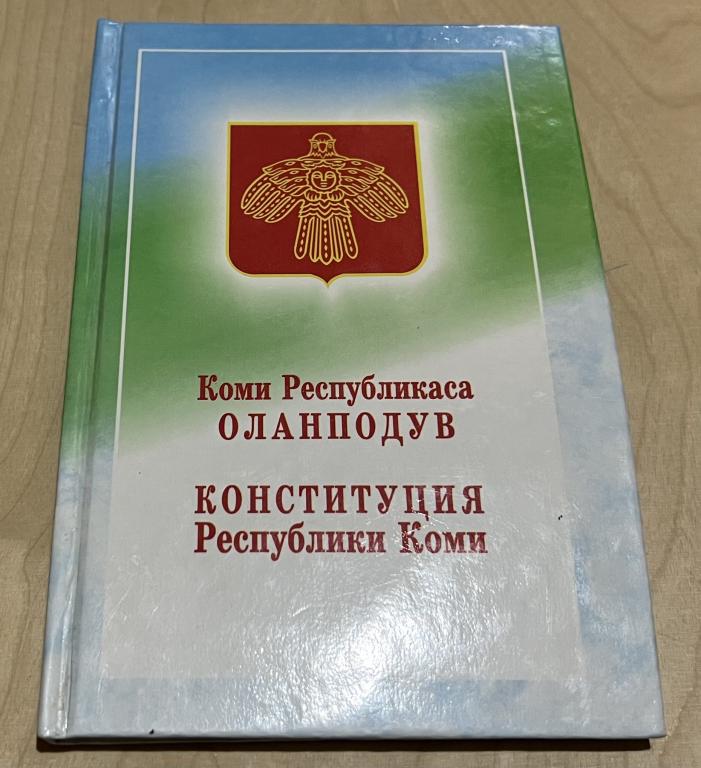 Коми Республикаса
ОЛАНПОДУВ
КОНСТИТУЦИЯ
Республики Коми